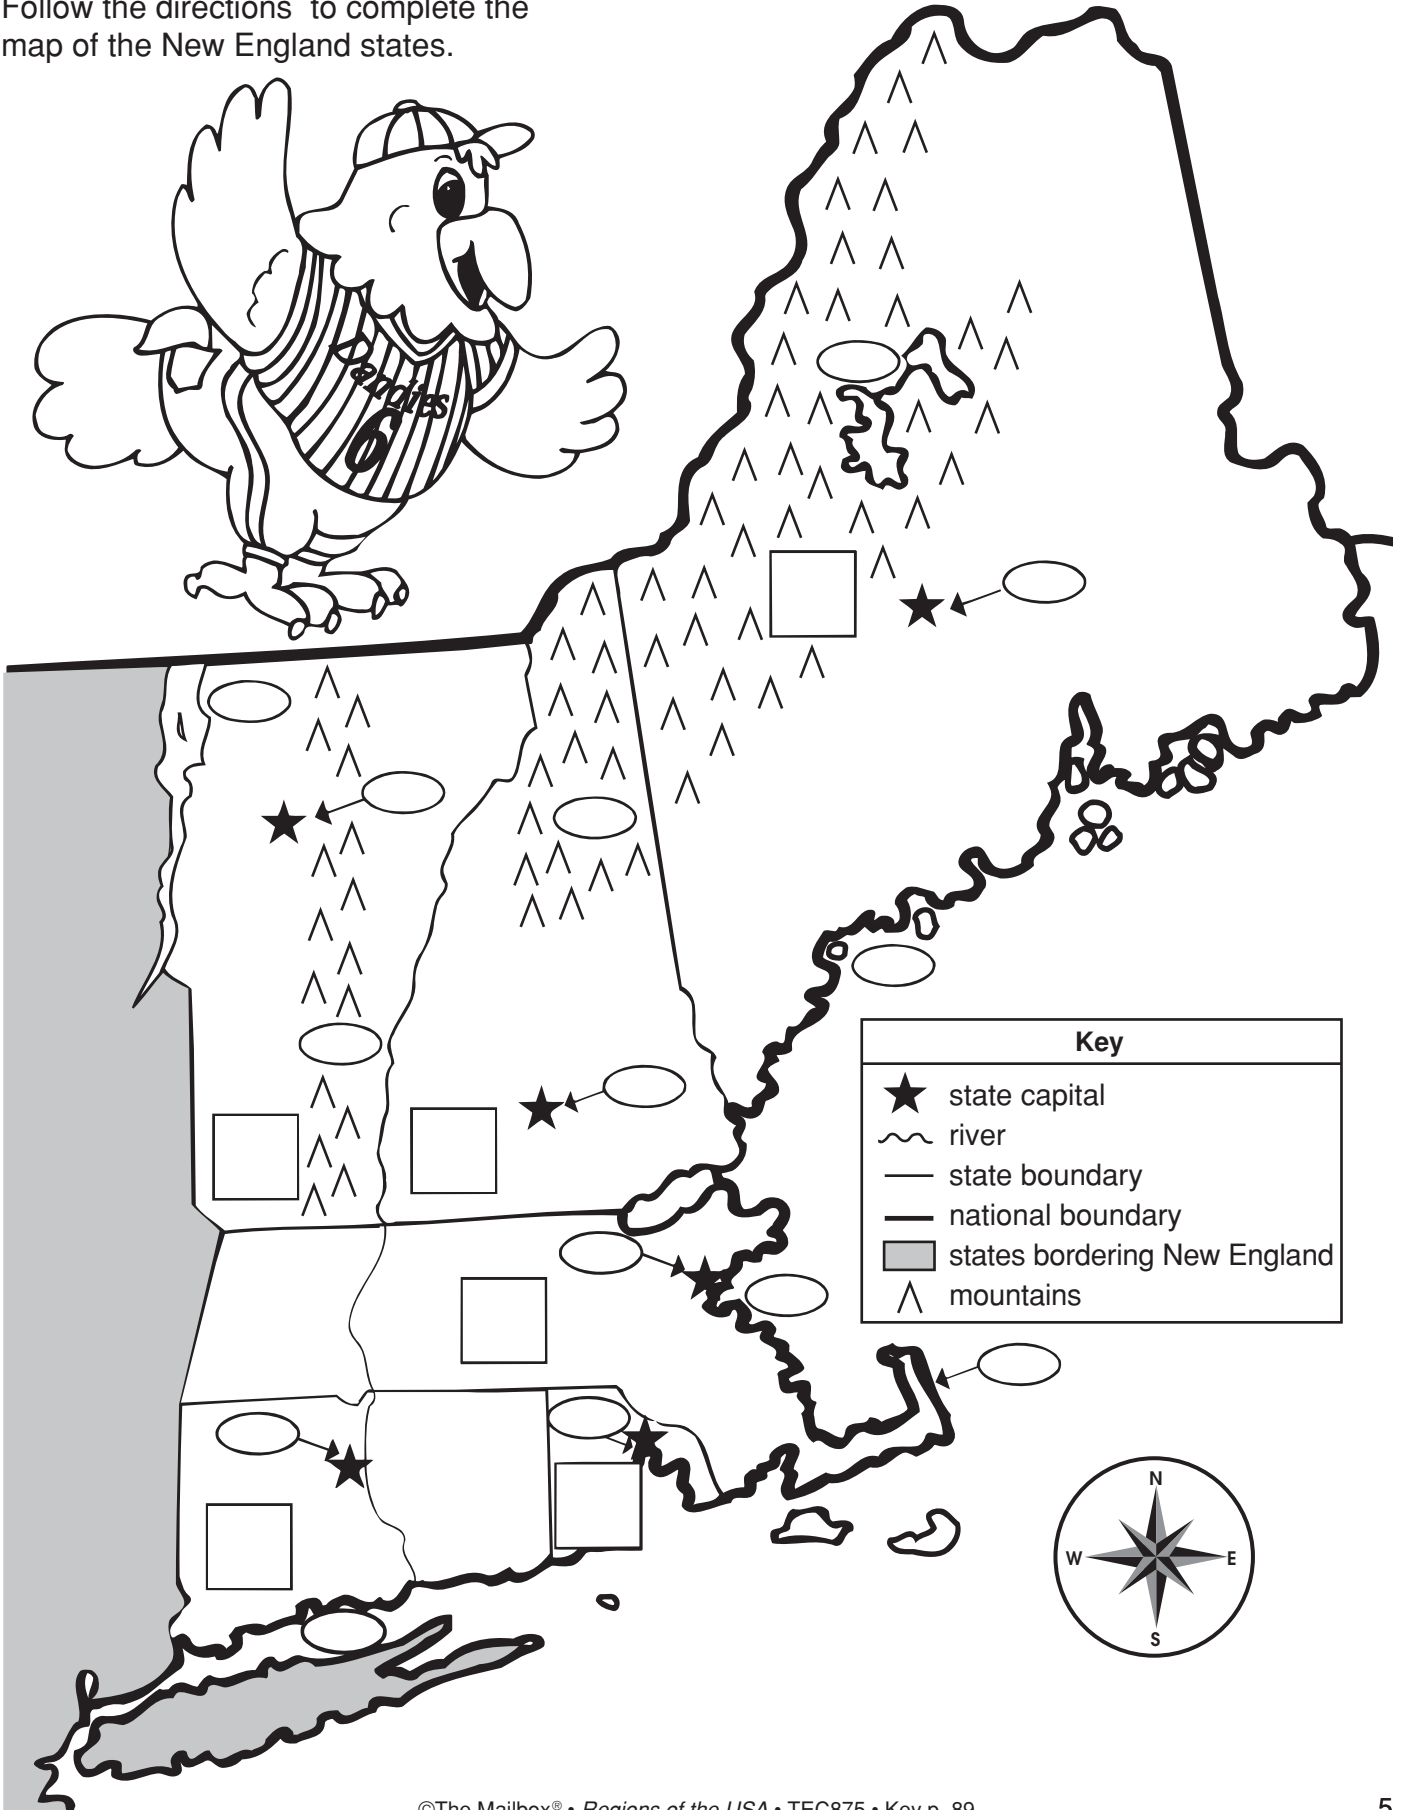 Follow the directions to complete the
map of the New England states.
Dandies
6
Key
state capital
river
state boundary
national boundary
states bordering New England
mountains
N
W E
S
©The Mailbox® • Regions of the USA • TEC875 • Key p. 89
5